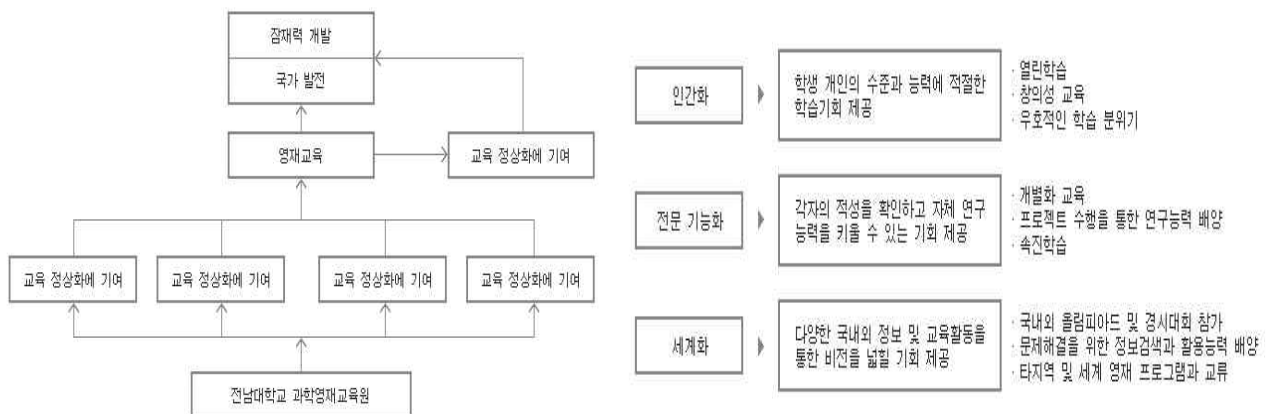 잠재력 개발
국가 발전
영재교육
교육 정상화에 기여
교육 정상화에 기여
교육 정상화에 기여
교육 정상화에 기여
교육 정상화에 기여
전남대학교 과학영재교육원
인간화
학생 개인의 수준과 능력에 적절한
학습기회 제공
· 열린학습
· 창의성 교육
· 우호적인 학습 분위기
전문 기능화
각자의 적성을 확인하고 자체 연구
능력을 키울 수 있는 기회 제공
· 개별화 교육
· 프로젝트 수행을 통한 연구능력 배양
· 속진학습
세계화
다양한 국내외 정보 및 교육활동을
통한 비전을 넓힐 기회 제공
· 국내외 올림피아드 및 경시대회 참가
· 문제해결을 위한 정보검색과 활용능력 배양
· 타지역 및 세계 영재 프로그램과 교류